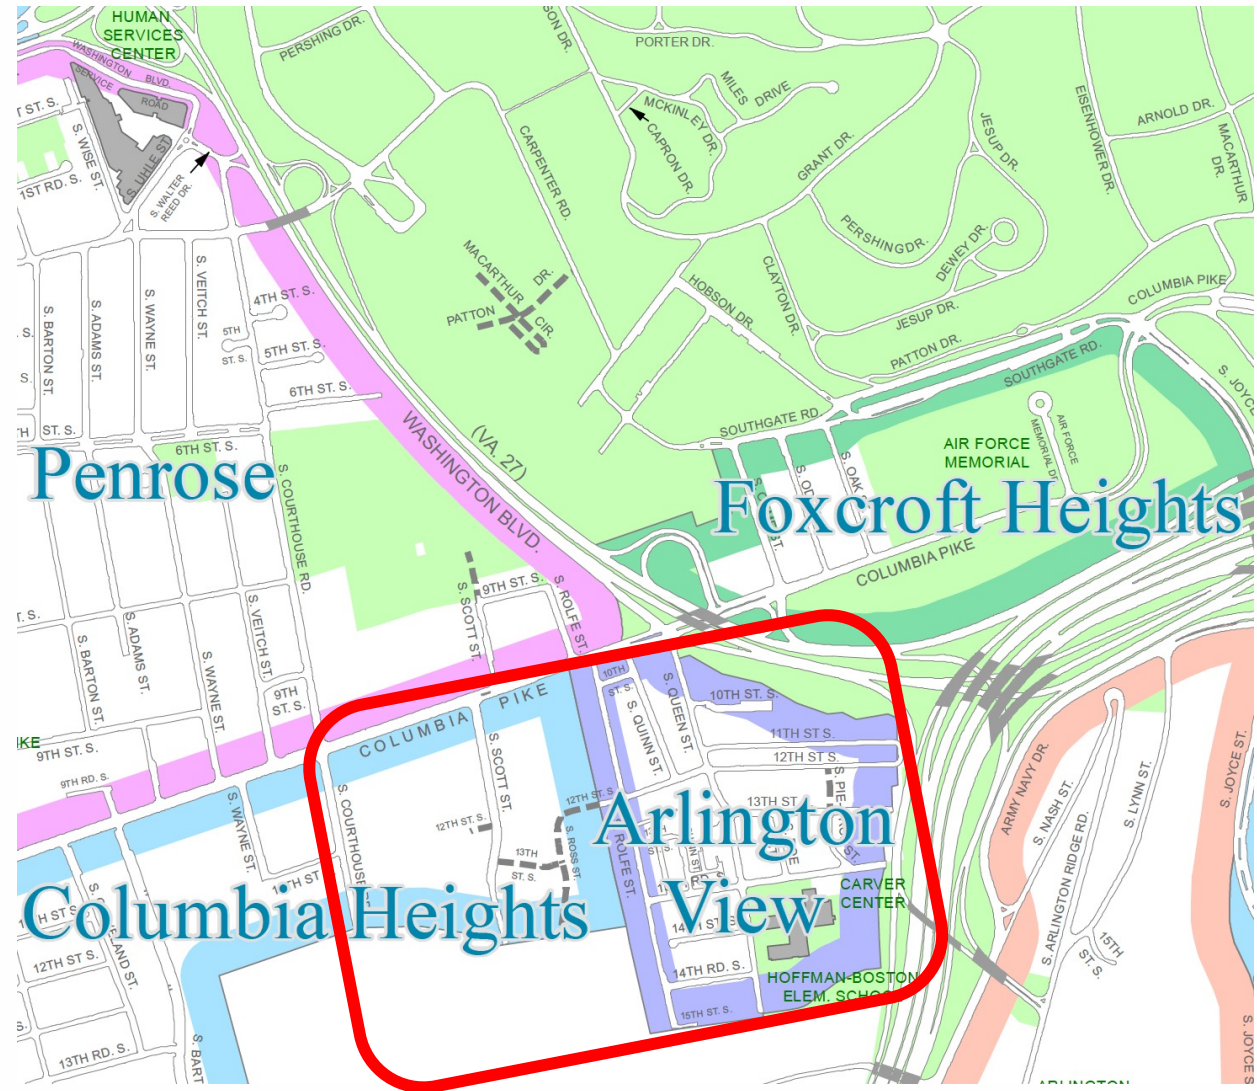 HUMAN
SERVICES
CENTER
PERSHING DR.
SON DR.
PORTER DR.
WASHINGTON BLVD.
SERVICE ROAD
MILES DRIVE
MCKINLEY DR.
CAPRON DR.
EISENHOWER DR.
ARNOLD DR.
MACARTHUR
DR.
JESUP DR.
GRANT DR.
CARPENTER RD.
S. WISE ST.
S. UHLE ST.
1ST RD. S.
S. WALTER
REED DR.
PERSHING DR.
DEWEY DR.
MACARTHUR CIR.
PATTON DR.
CLAYTON DR.
HOBSON DR.
JESUP DR.
COLUMBIA PIKE
PATTON DR.
SOUTHGATE RD.
S. BARTON ST.
S. ADAMS ST.
S. WAYNE ST.
S. VEITCH ST.
4TH ST. S.
5TH
ST. S.
5TH ST. S.
6TH ST. S.
S. JOYC
ST. S.
6TH ST. S.
(VA. 27)
WASHINGTON BLVD.
SOUTHGATE RD.
AIR FORCE
MEMORIAL
AIR FORCE
MEMORIAL DR.
S. OAK
Penrose
Foxcroft Heights
S. COURTHOUSE RD.
COLUMBIA PIKE
S. SCOTT ST.
9TH ST. S.
S. ROLFE ST.
S. BARTON ST.
S. ADAMS ST.
S. WAYNE ST.
S. VEITCH ST.
9TH
ST. S.
9TH ST. S.
9TH RD. S.
COLUMBIA PIKE
10TH
ST. S.
S. QUINN ST.
S. QUEEN ST.
10TH ST. S.
11TH ST S.
12TH ST. S.
S. SCOTT ST.
S. WAYNE ST.
S. COURTHOUSE
12TH ST. S.
12TH ST. S
13TH
ST. S.
S. ROSS ST.
S. ROLFE ST.
13TH ST.
Arlington
View
Columbia Heights
CARVER
CENTER
14TH ST. S.
14TH RD. S.
15TH ST. S.
HOFFMAN-BOSTON
ELEM. SCHOOL
12TH ST S.
13TH RD. S.
S. BART
ARMY NAVY DR.
S. NASH ST.
S. ARLINGTON RIDGE RD.
S. LYNN ST.
S. JOYCE ST.
15TH
ST. S.
S. JOYCE S
ARLINGTON